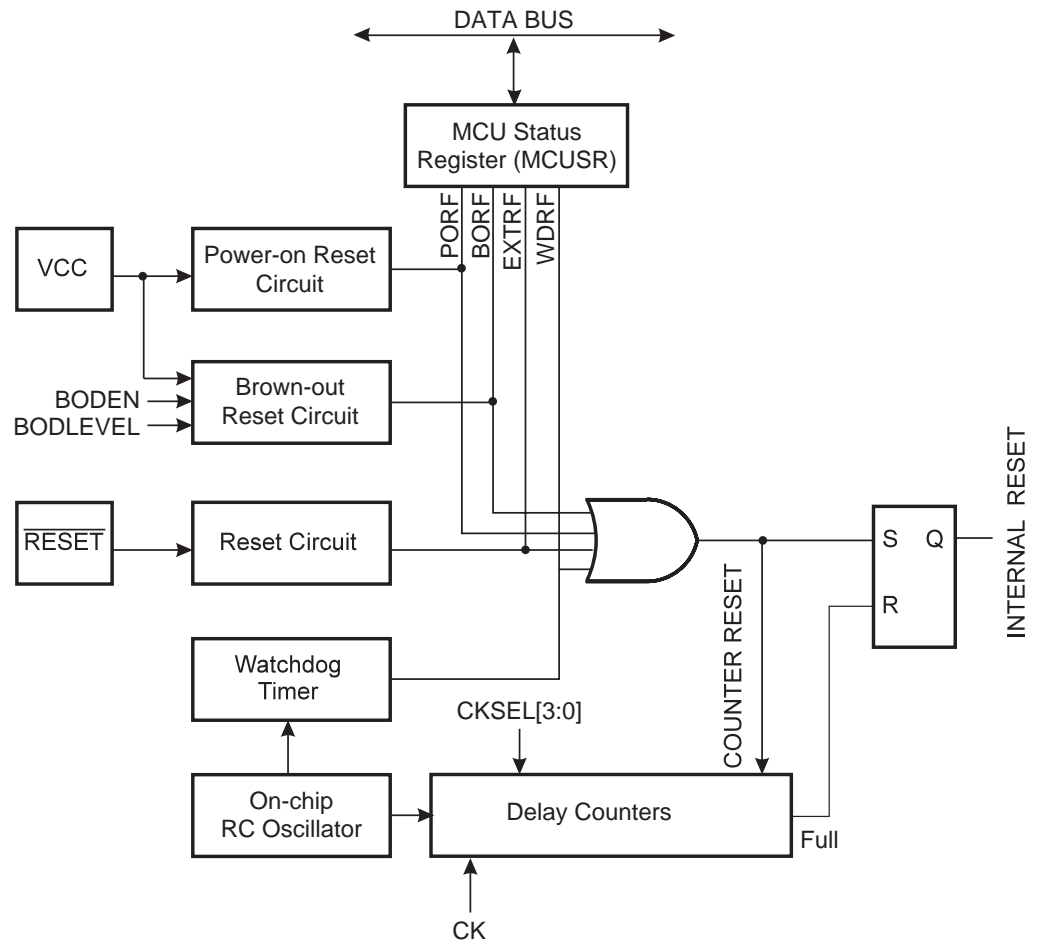 DATA BUS
MCU Status
Register (MCUSR)
PORF
BORF
EXTRF
WDRF
VCC
Power-on Reset
Circuit
BODEN
BODLEVEL
Brown-out
Reset Circuit
RESET
Reset Circuit
S
Q
R
INTERNAL RESET
COUNTER RESET
Watchdog
Timer
CKSEL[3:0]
On-chip
RC Oscillator
Delay Counters
Full
CK